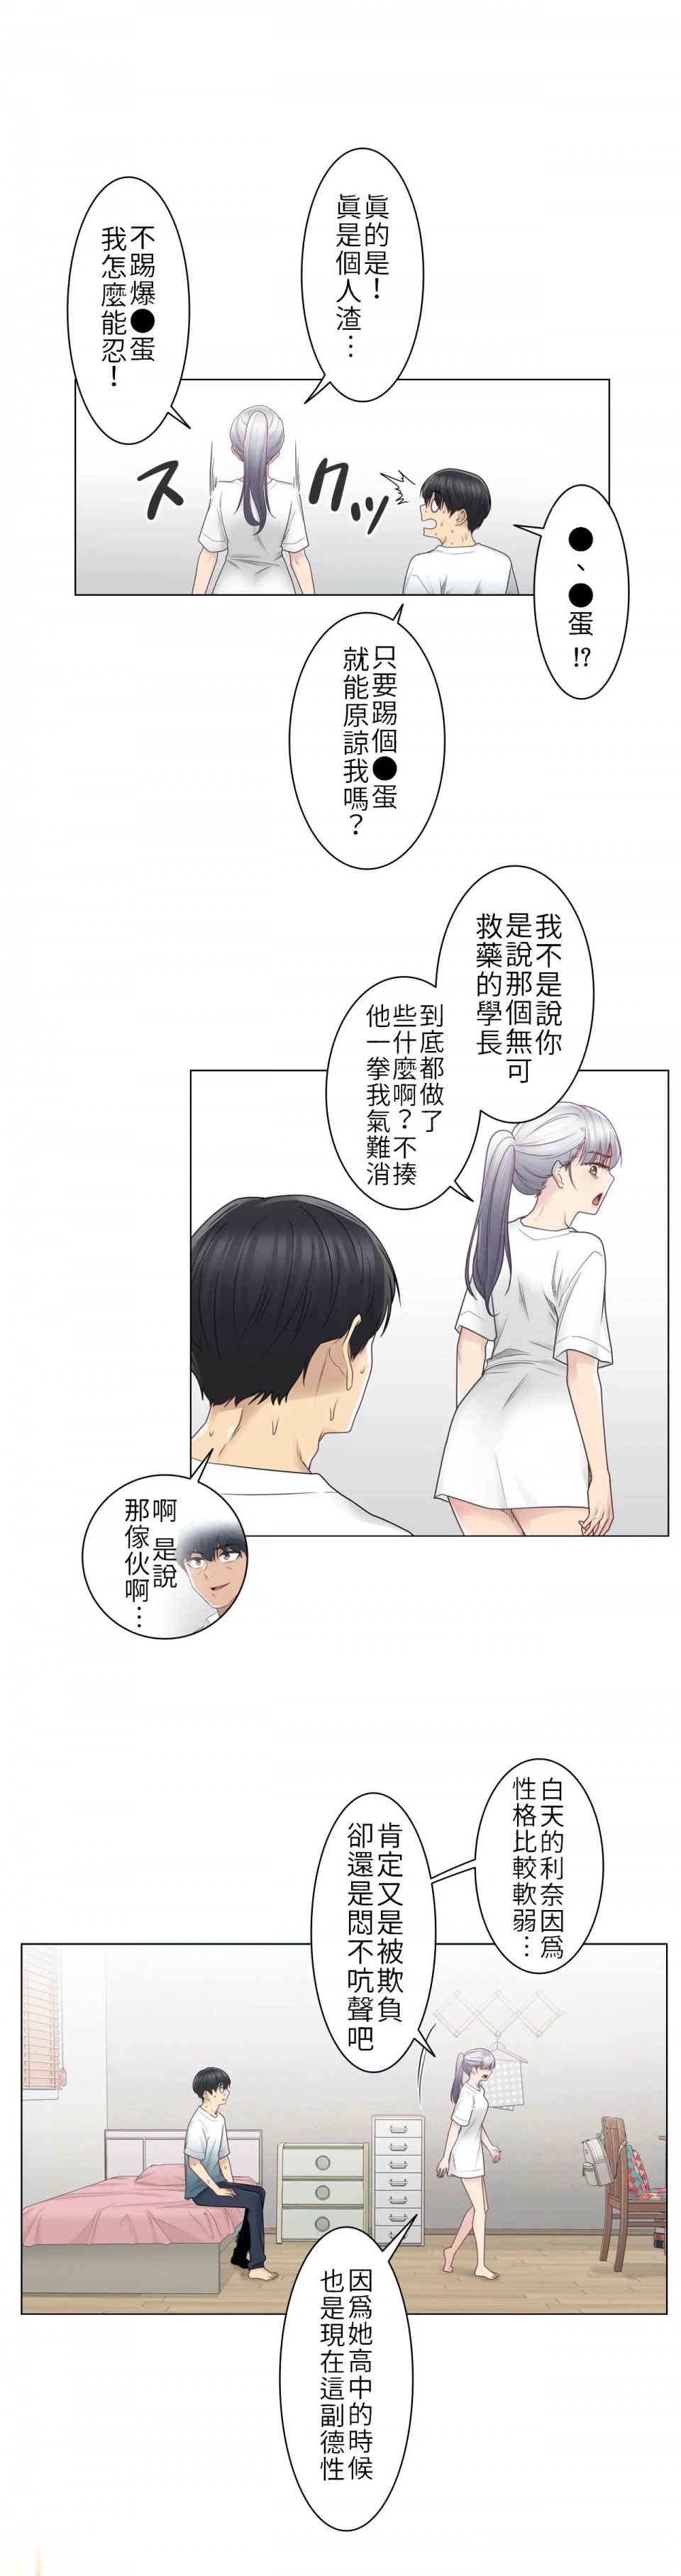 眞的是！
眞是個人渣…
不踢爆●蛋
我怎麼能忍！
スクッ
●、●蛋!?
只要踢個●蛋
就能原諒我嗎？
我不是說你
是說那個無可
救藥的學長
到底都做了
些什麼啊？不揍
他一拳我氣難消
啊 是說
那傢伙啊…
白天的利奈因爲
性格比較軟弱…
肯定又是被欺負
卻還是悶不吭聲吧
因爲她高中的時候
也是現在這副德性